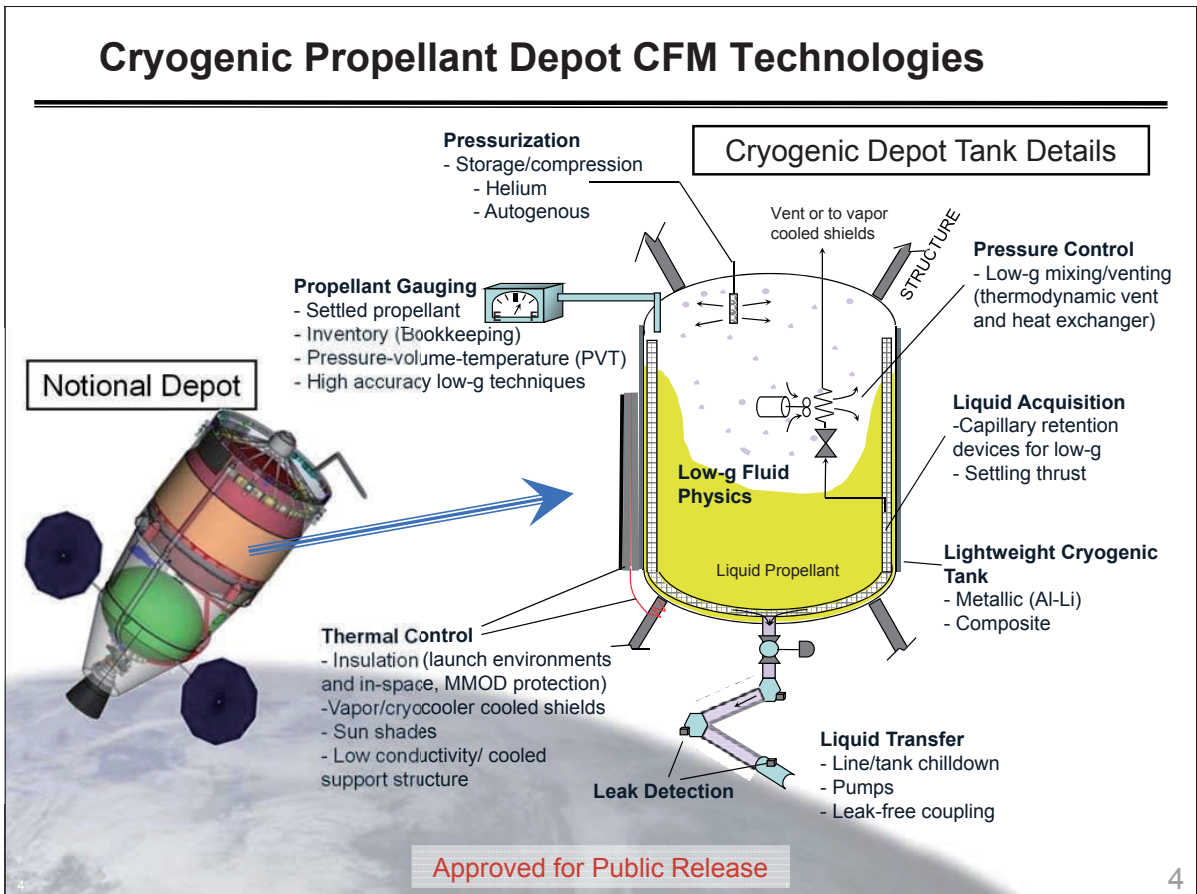 Cryogenic Propellant Depot CFM Technologies
Pressurization
- Storage/compression
- Helium
- Autogenous
Cryogenic Depot Tank Details
Vent or to vapor
cooled shields
STRUCTURE
Pressure Control
- Low-g mixing/venting
(thermodynamic vent
and heat exchanger)
Propellant Gauging
- Settled propellant
- Inventory (Bookkeeping)
- Pressure-volume-temperature (PVT)
- High accuracy low-g techniques
E F
Notional Depot
Liquid Acquisition
-Capillary retention
devices for low-g
- Settling thrust
Low-g Fluid
Physics
Liquid Propellant
Lightweight Cryogenic
Tank
- Metallic (Al-Li)
- Composite
Thermal Control
- Insulation (launch environments
and in-space, MMOD protection)
-Vapor/cryocooler cooled shields
- Sun shades
- Low conductivity/ cooled
support structure
Leak Detection
Liquid Transfer
- Line/tank chilldown
- Pumps
- Leak-free coupling
Approved for Public Release
4
4